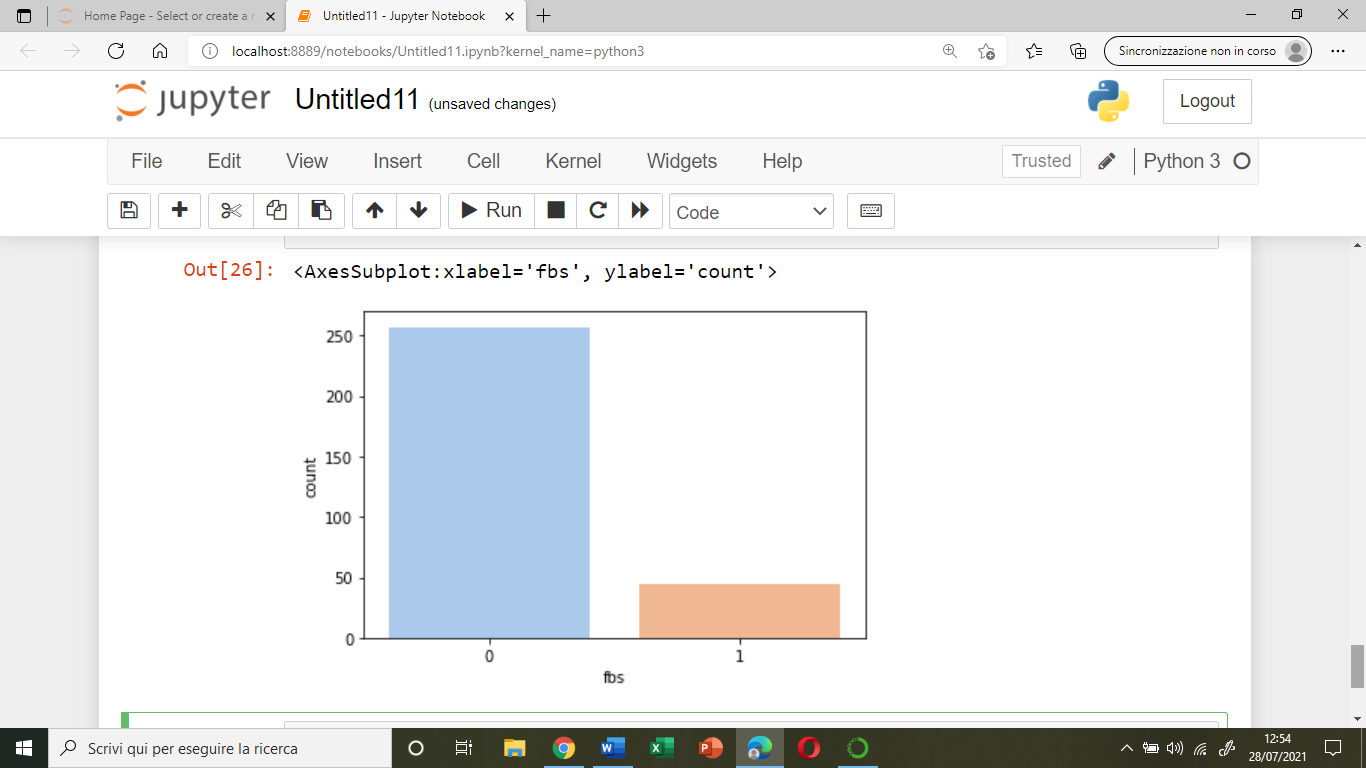 Home Page - Select or create a n
Untitled11 - Jupyter Notebook
localhost:8889/notebooks/Untitled11.ipynb?kernel_name=python3
Sincronizzazione non in corso
jupyter Untitled11 (unsaved changes)
Logout
File Edit View Insert Cell Kernel Widgets Help
Trusted
Python 3
Run
Code
Out[26]: <AxesSubplot:xlabel='fbs', ylabel='count'>
250
200
150
100
50
0
count
0 1
fbs
Scrivi qui per eseguire la ricerca
12:54
28/07/2021